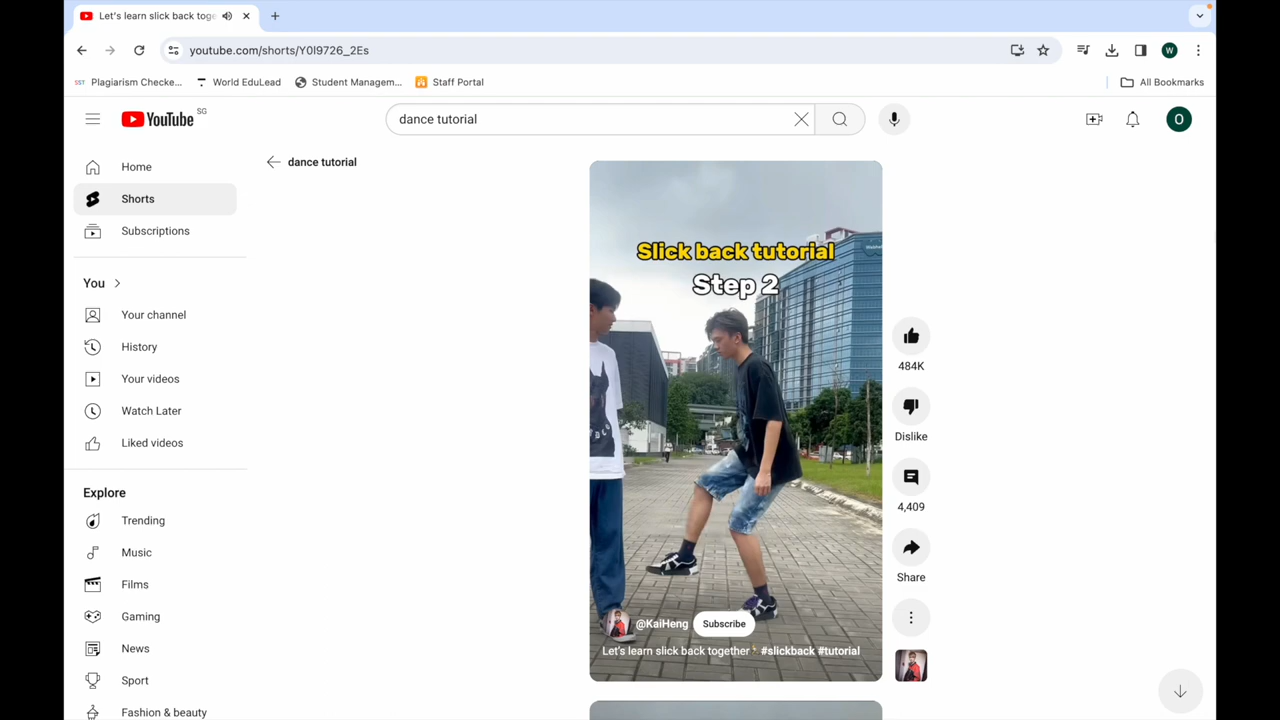 Let's learn slick back toge
youtube.com/shorts/Y0I9726_2Es
SST Plagiarism Checke... World EduLead Student Managem... Staff Portal All Bookmarks
YouTube SG
dance tutorial
O
W
Home
Shorts
Subscriptions
You
Your channel
History
Your videos
Watch Later
Liked videos
Explore
Trending
Music
Films
Gaming
News
Sport
Fashion & beauty
dance tutorial
Slick back tutorial
Step 2
@KaiHeng Subscribe
Let's learn slick back together #slickback #tutorial
484K
Dislike
4,409
Share